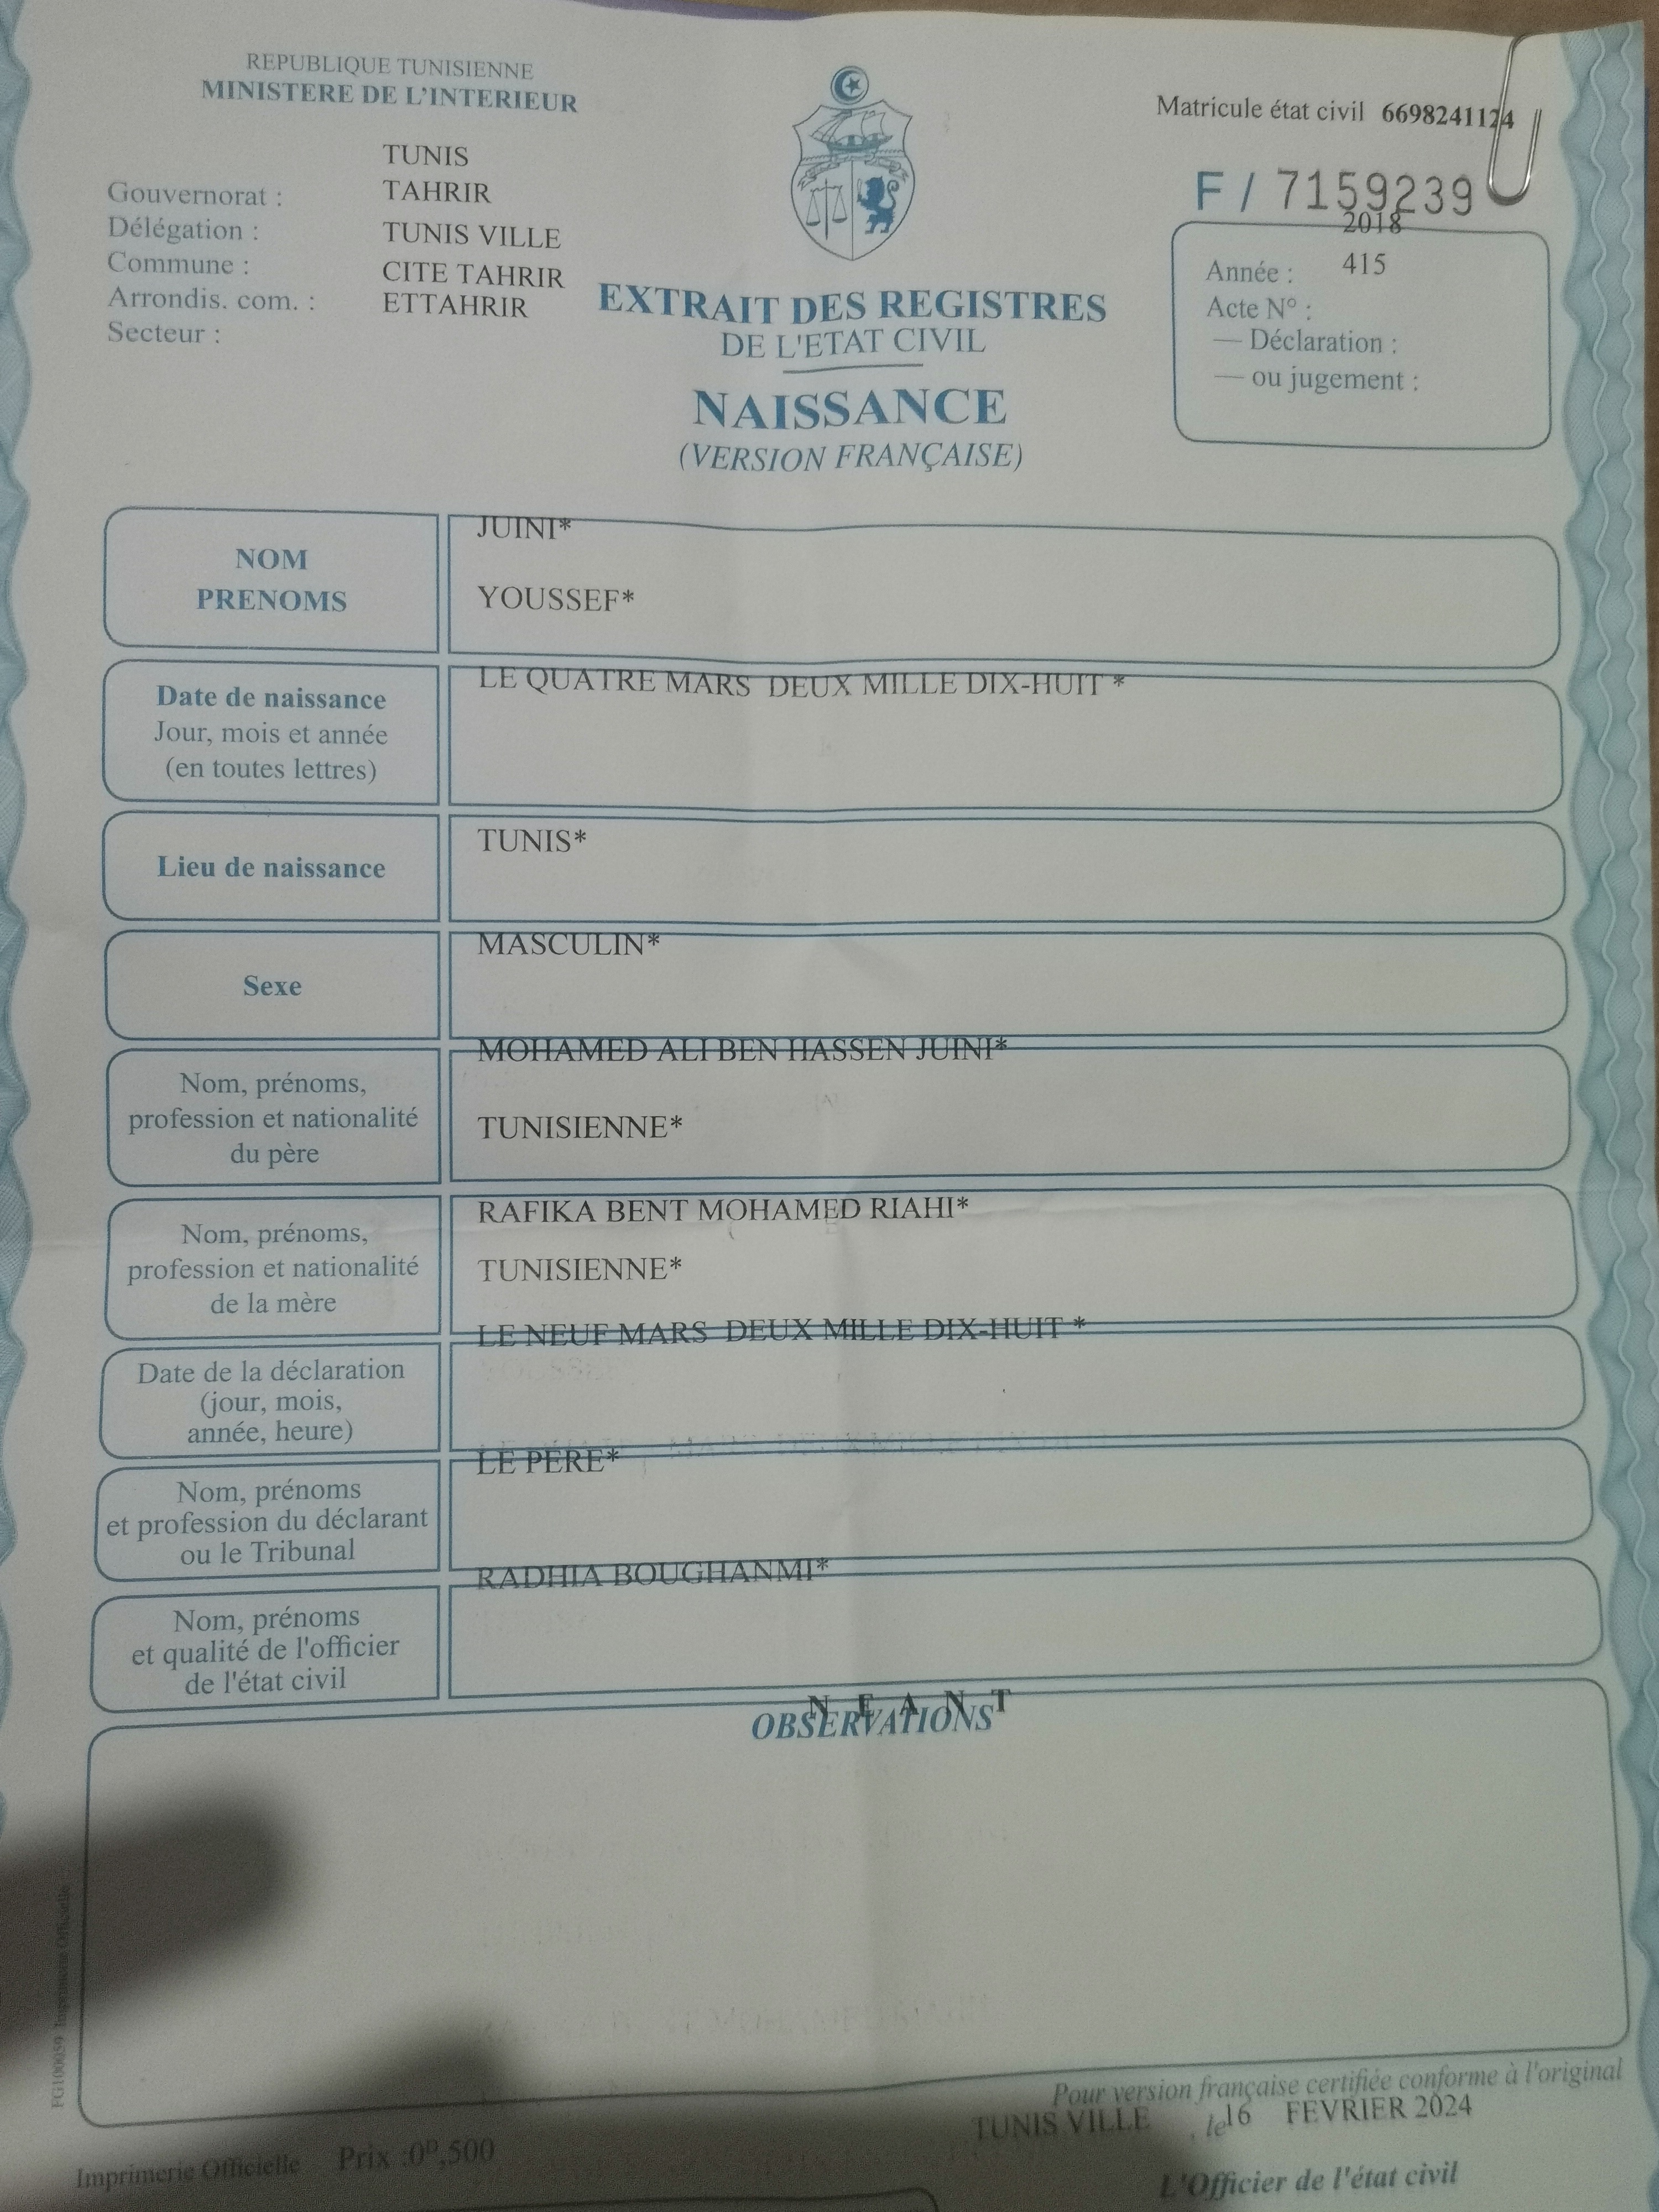 REPUBLIQUE TUNISIENNE
MINISTERE DE L'INTERIEUR
Matricule état civil 6698241124
F / 7159239
TUNIS
Gouvernorat : TAHRIR
Délégation : TUNIS VILLE
Commune : CITE TAHRIR
Arrondis. com. : ETTAHRIR
Secteur :
2018
Année : 415
Acte N° :
— Déclaration :
— ou jugement :
EXTRAIT DES REGISTRES
DE L'ETAT CIVIL
NAISSANCE
(VERSION FRANÇAISE)
NOM
PRENOMS
JUINI*
YOUSSEF*
Date de naissance
Jour, mois et année
(en toutes lettres)
LE QUATRE MARS DEUX MILLE DIX-HUIT *
Lieu de naissance
TUNIS*
Sexe
MASCULIN*
Nom, prénoms,
profession et nationalité
du père
MOHAMED ALI BEN HASSEN JUINI*
TUNISIENNE*
Nom, prénoms,
profession et nationalité
de la mère
RAFIKA BENT MOHAMED RIAHI*
TUNISIENNE*
Date de la déclaration
(jour, mois,
année, heure)
LE NEUF MARS DEUX MILLE DIX-HUIT *
Nom, prénoms
et profession du déclarant
ou le Tribunal
LE PÈRE*
Nom, prénoms
et qualité de l'officier
de l'état civil
RADHIA BOUGHANMI*
N E A N T
OBSERVATIONS
FG100059 Imprimerie Officielle
Pour version française certifiée conforme à l'original
TUNIS VILLE , le 16 FEVRIER 2024
Imprimerie Officielle Prix :0D,500
L'Officier de l'état civil